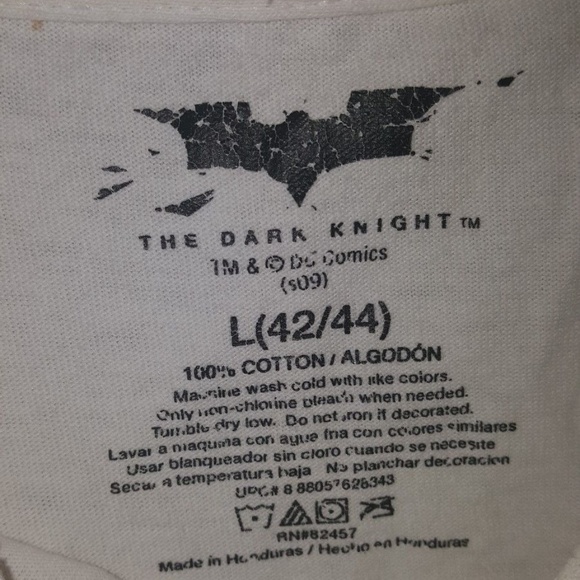 THE DARK KNIGHT™
TM & © DC Comics
(s09)
L(42/44)
100% COTTON / ALGODÓN
Machine wash cold with like colors.
Only non-chlorine bleach when needed.
Tumble dry low. Do not iron if decorated.
Lavar a maquina con agua fria con colores similares
Usar blanqueador sin cloro cuando se necesite
Secar a temperatura baja No planchar decoracion
UPC# 8 88057628343
RN#82457
Made in Honduras / Hecho en Honduras